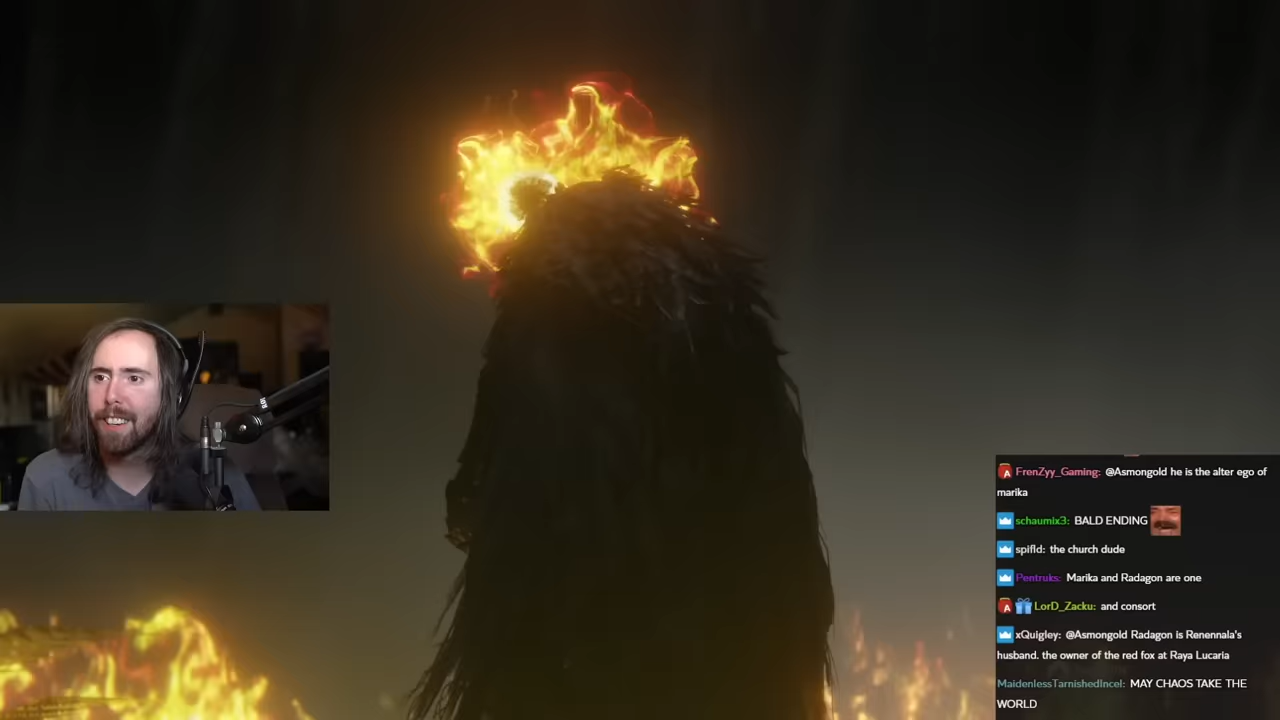 FrenZyy_Gaming: @Asmongold he is the alter ego of
marika
schaumix3: BALD ENDING
spifld: the church dude
Pentruks: Marika and Radagon are one
LorD_Zacku: and consort
xQuigley: @Asmongold Radagon is Renennala's
husband. the owner of the red fox at Raya Lucaria
MaidenlessTarnishedIncel: MAY CHAOS TAKE THE
WORLD